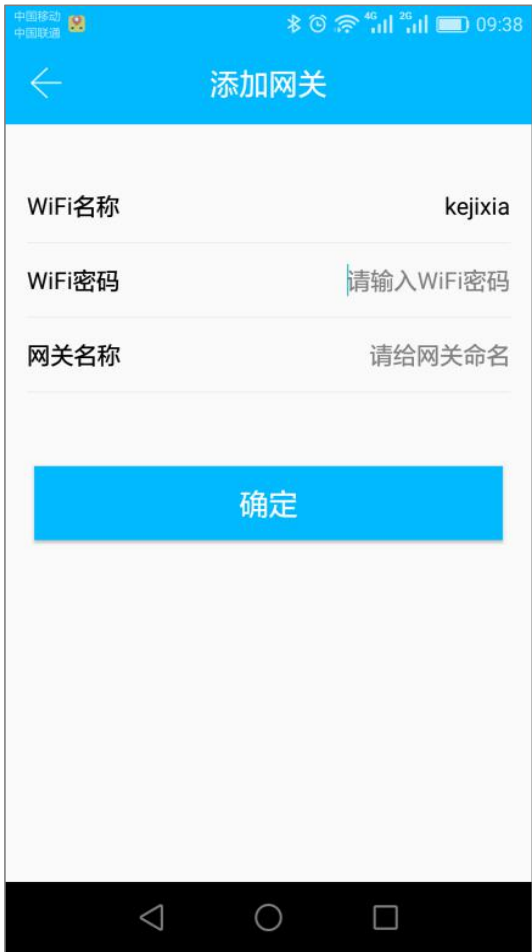 中国移动
中国联通
4G 2G 09:38
添加网关
WiFi名称 kejixia
WiFi密码 请输入WiFi密码
网关名称 请给网关命名
确定